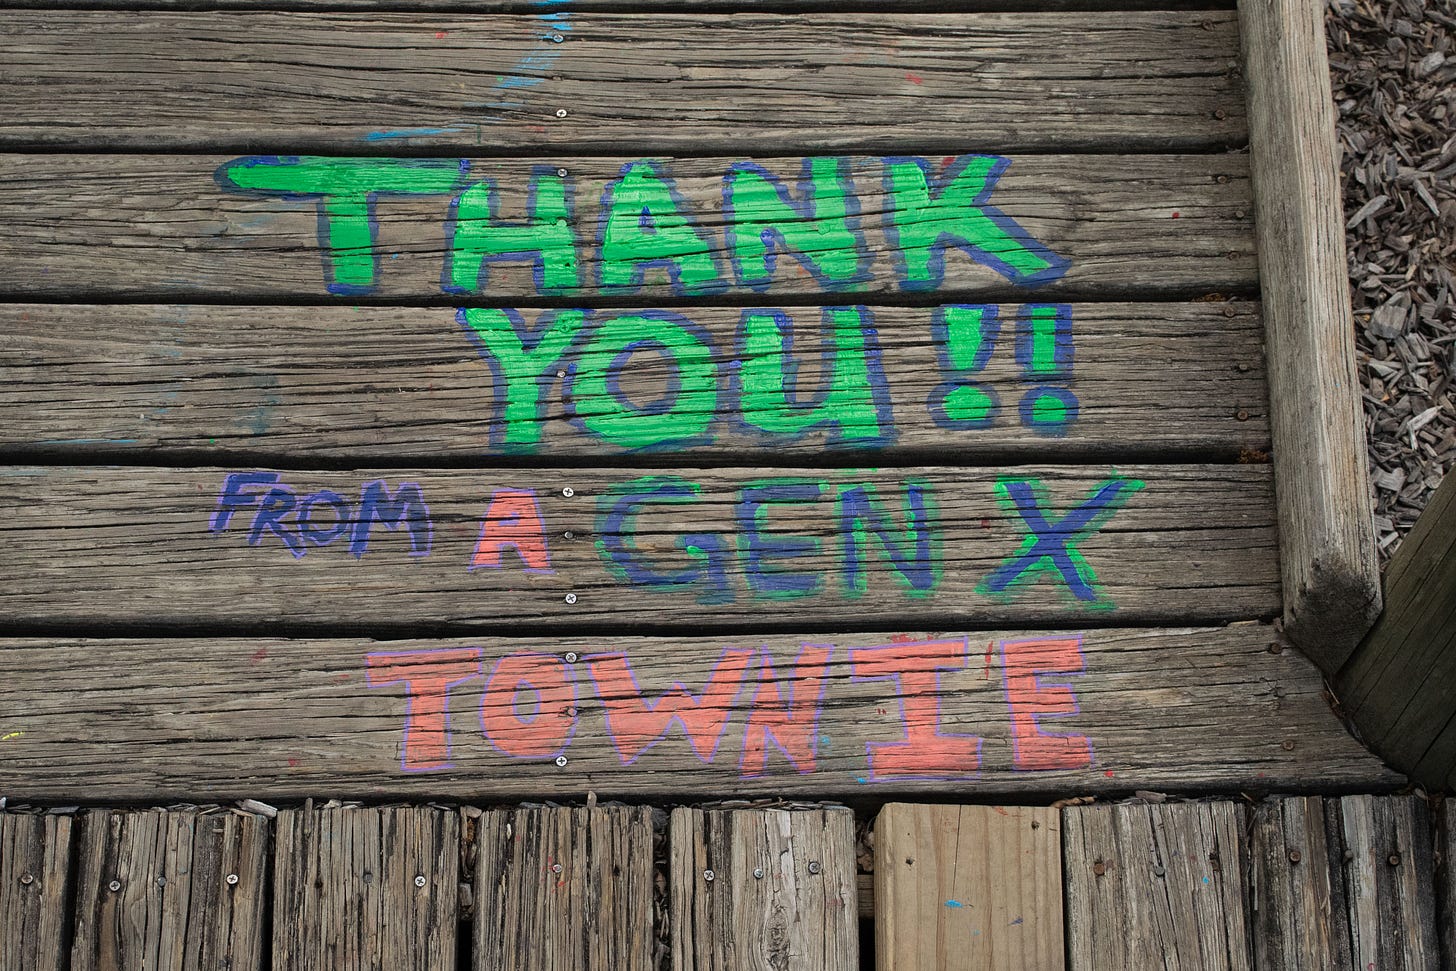 THANK
YOU!!
FROM A GEN X
TOWNIE